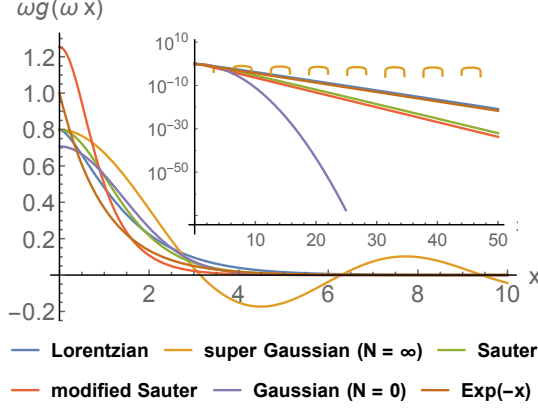 ωg(ωx)
1.2
1.0
0.8
0.6
0.4
0.2
−0.2
2 4 6 8 10 x
10^10
10^−10
10^−30
10^−50
10 20 30 40 50
Lorentzian super Gaussian (N = ∞) Sauter
modified Sauter Gaussian (N = 0) Exp(-x)